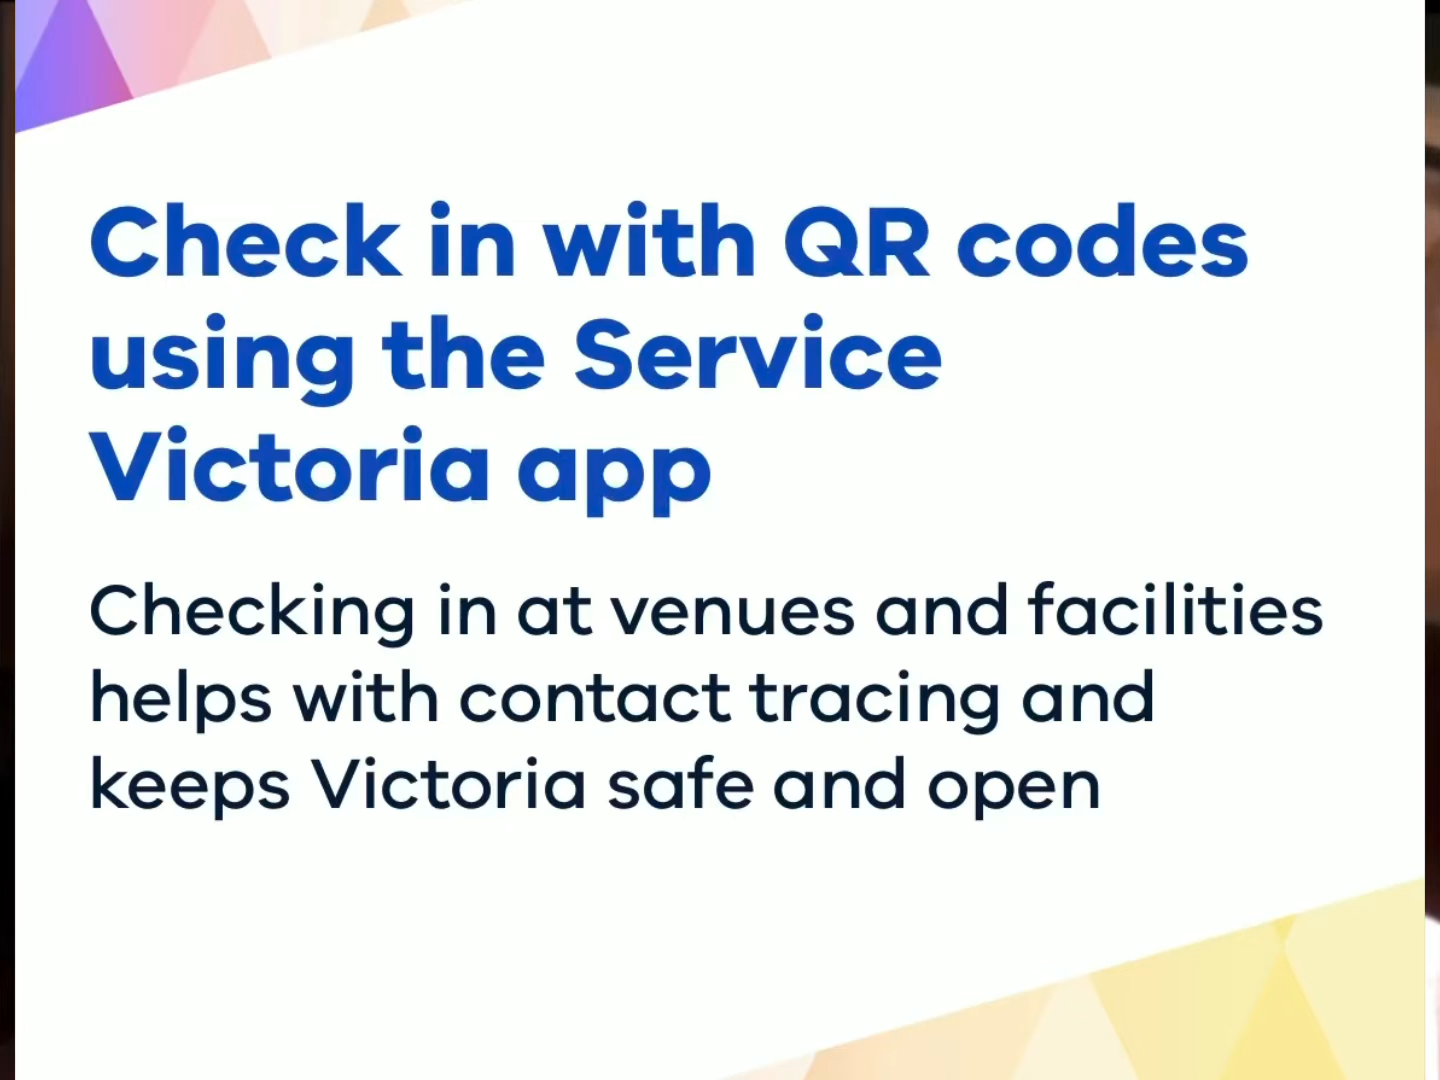 Check in with QR codes
using the Service
Victoria app
Checking in at venues and facilities
helps with contact tracing and
keeps Victoria safe and open